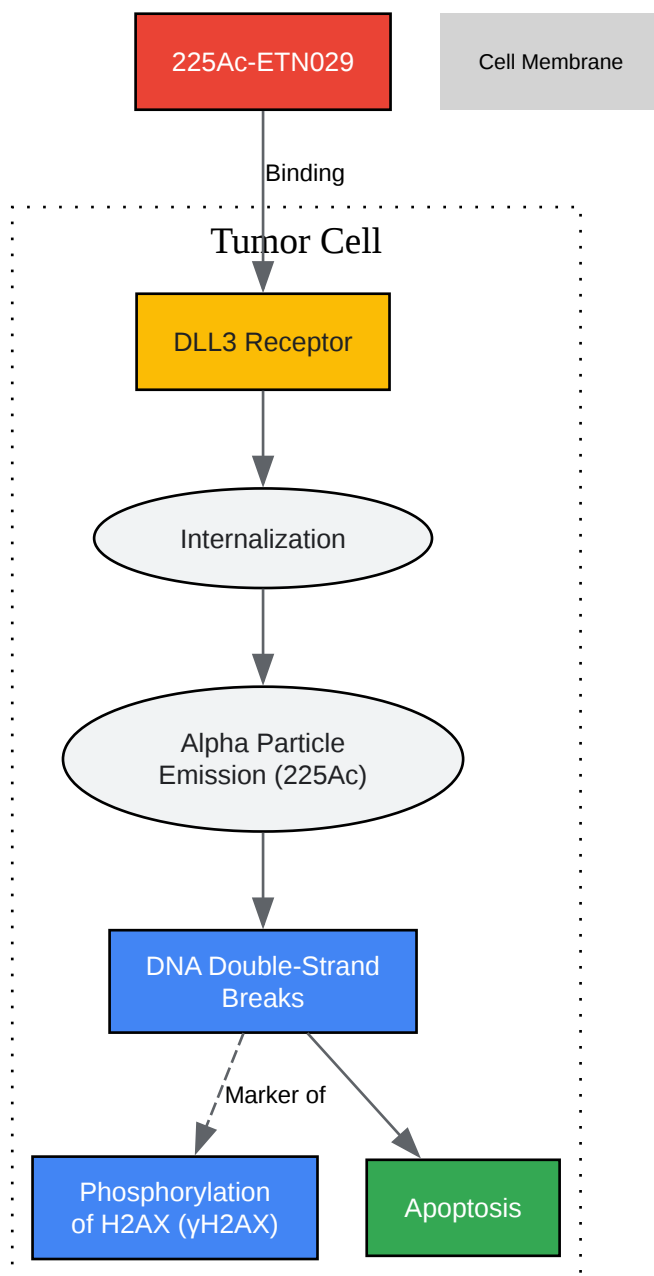 225Ac-ETN029
Cell Membrane
Binding
Tumor Cell
DLL3 Receptor
Internalization
Alpha Particle
Emission (225Ac)
DNA Double-Strand
Breaks
Marker of
Phosphorylation
of H2AX (γH2AX)
Apoptosis